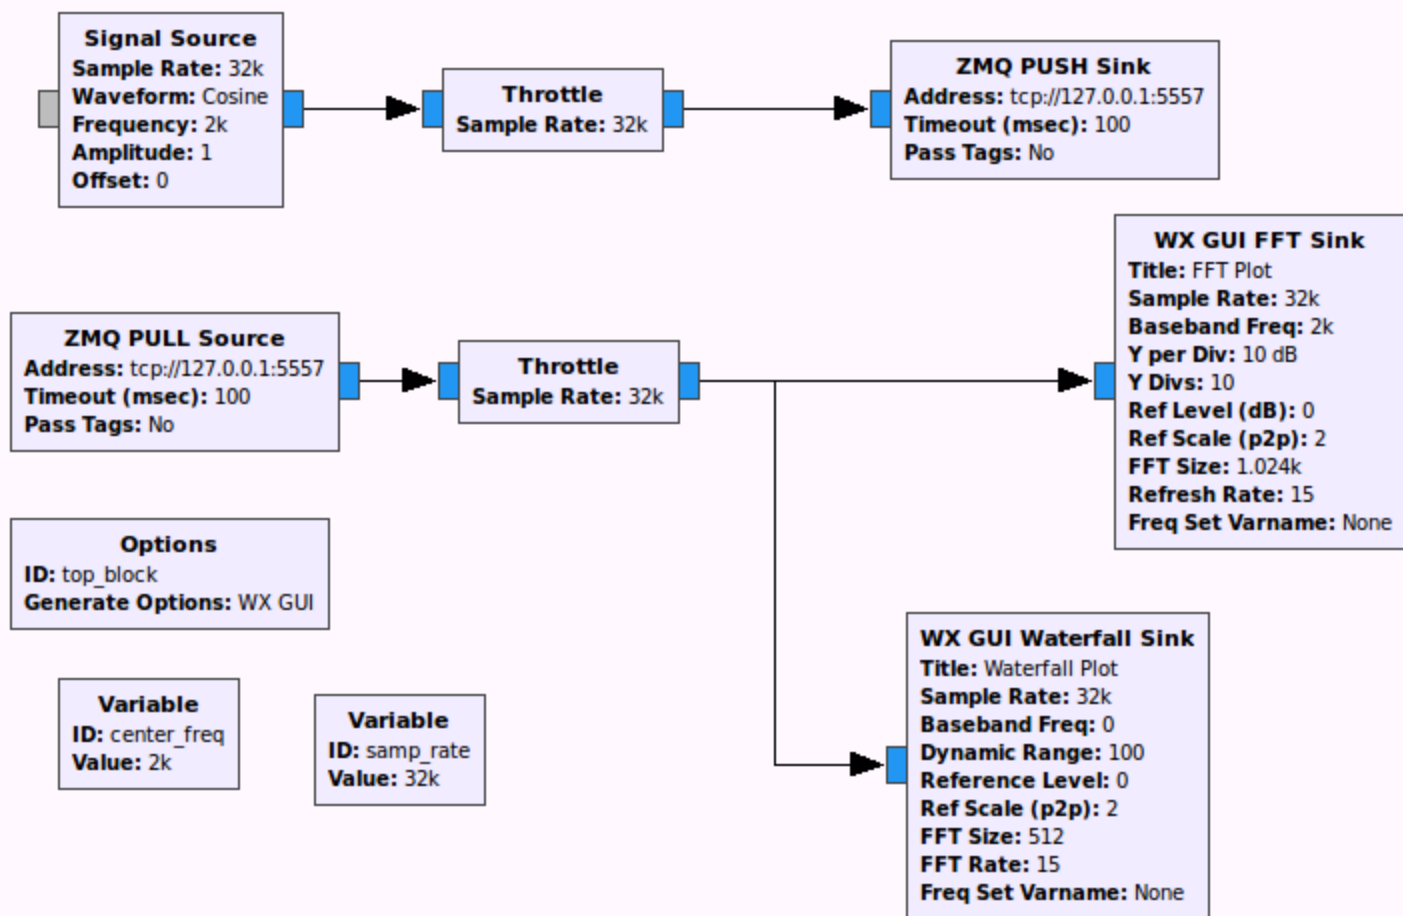 Signal Source
Sample Rate: 32k
Waveform: Cosine
Frequency: 2k
Amplitude: 1
Offset: 0
Throttle
Sample Rate: 32k
ZMQ PUSH Sink
Address: tcp://127.0.0.1:5557
Timeout (msec): 100
Pass Tags: No
ZMQ PULL Source
Address: tcp://127.0.0.1:5557
Timeout (msec): 100
Pass Tags: No
Throttle
Sample Rate: 32k
WX GUI FFT Sink
Title: FFT Plot
Sample Rate: 32k
Baseband Freq: 2k
Y per Div: 10 dB
Y Divs: 10
Ref Level (dB): 0
Ref Scale (p2p): 2
FFT Size: 1.024k
Refresh Rate: 15
Freq Set Varname: None
Options
ID: top_block
Generate Options: WX GUI
Variable
ID: center_freq
Value: 2k
Variable
ID: samp_rate
Value: 32k
WX GUI Waterfall Sink
Title: Waterfall Plot
Sample Rate: 32k
Baseband Freq: 0
Dynamic Range: 100
Reference Level: 0
Ref Scale (p2p): 2
FFT Size: 512
FFT Rate: 15
Freq Set Varname: None